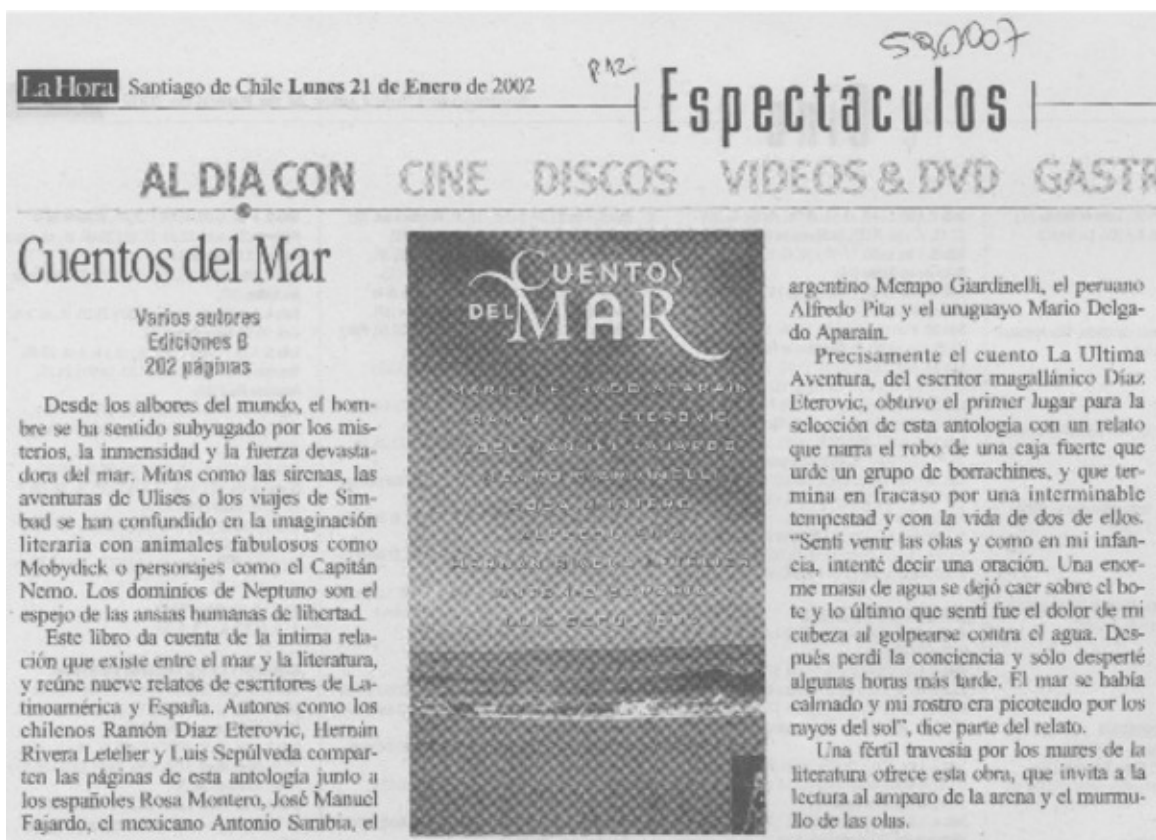 590007
p12
La Hora Santiago de Chile Lunes 21 de Enero de 2002
Espectáculos
AL DIA CON CINE DISCOS VIDEOS & DVD GASTR
Cuentos del Mar
Varios autores
Ediciones B
202 páginas
Desde los albores del mundo, el hom-
bre se ha sentido subyugado por los mis-
terios, la inmensidad y la fuerza devasta-
dora del mar. Mitos como las sirenas, las
aventuras de Ulises o los viajes de Sim-
bad se han confundido en la imaginación
literaria con animales fabulosos como
Mobydick o personajes como el Capitán
Nemo. Los dominios de Neptuno son el
espejo de las ansias humanas de libertad.
Este libro da cuenta de la intima rela-
ción que existe entre el mar y la literatura,
y reúne nueve relatos de escritores de La-
tinoamérica y España. Autores como los
chilenos Ramón Díaz Eterovic, Hernán
Rivera Letelier y Luis Sepúlveda compar-
ten las páginas de esta antología junto a
los españoles Rosa Montero, José Manuel
Fajardo, el mexicano Antonio Sarabia, el
CUENTOS
DEL MAR
MARIO DELGADO APARAIN
argentino Mempo Giardinelli, el peruano
Alfredo Pita y el uruguayo Mario Delga-
do Aparaín.
Precisamente el cuento La Ultima
Aventura, del escritor magallánico Díaz
Eterovic, obtuvo el primer lugar para la
selección de esta antología con un relato
que narra el robo de una caja fuerte que
urde un grupo de borrachines, y que ter-
mina en fracaso por una interminable
tempestad y con la vida de dos de ellos.
"Sentí venir las olas y como en mi infan-
cia, intenté decir una oración. Una enor-
me masa de agua se dejó caer sobre el bo-
te y lo último que sentí fue el dolor de mi
cabeza al golpearse contra el agua. Des-
pués perdí la conciencia y sólo desperté
algunas horas más tarde. El mar se había
calmado y mi rostro era picoteado por los
rayos del sol", dice parte del relato.
Una fértil travesía por los mares de la
literatura ofrece esta obra, que invita a la
lectura al amparo de la arena y el murmu-
llo de las olas.